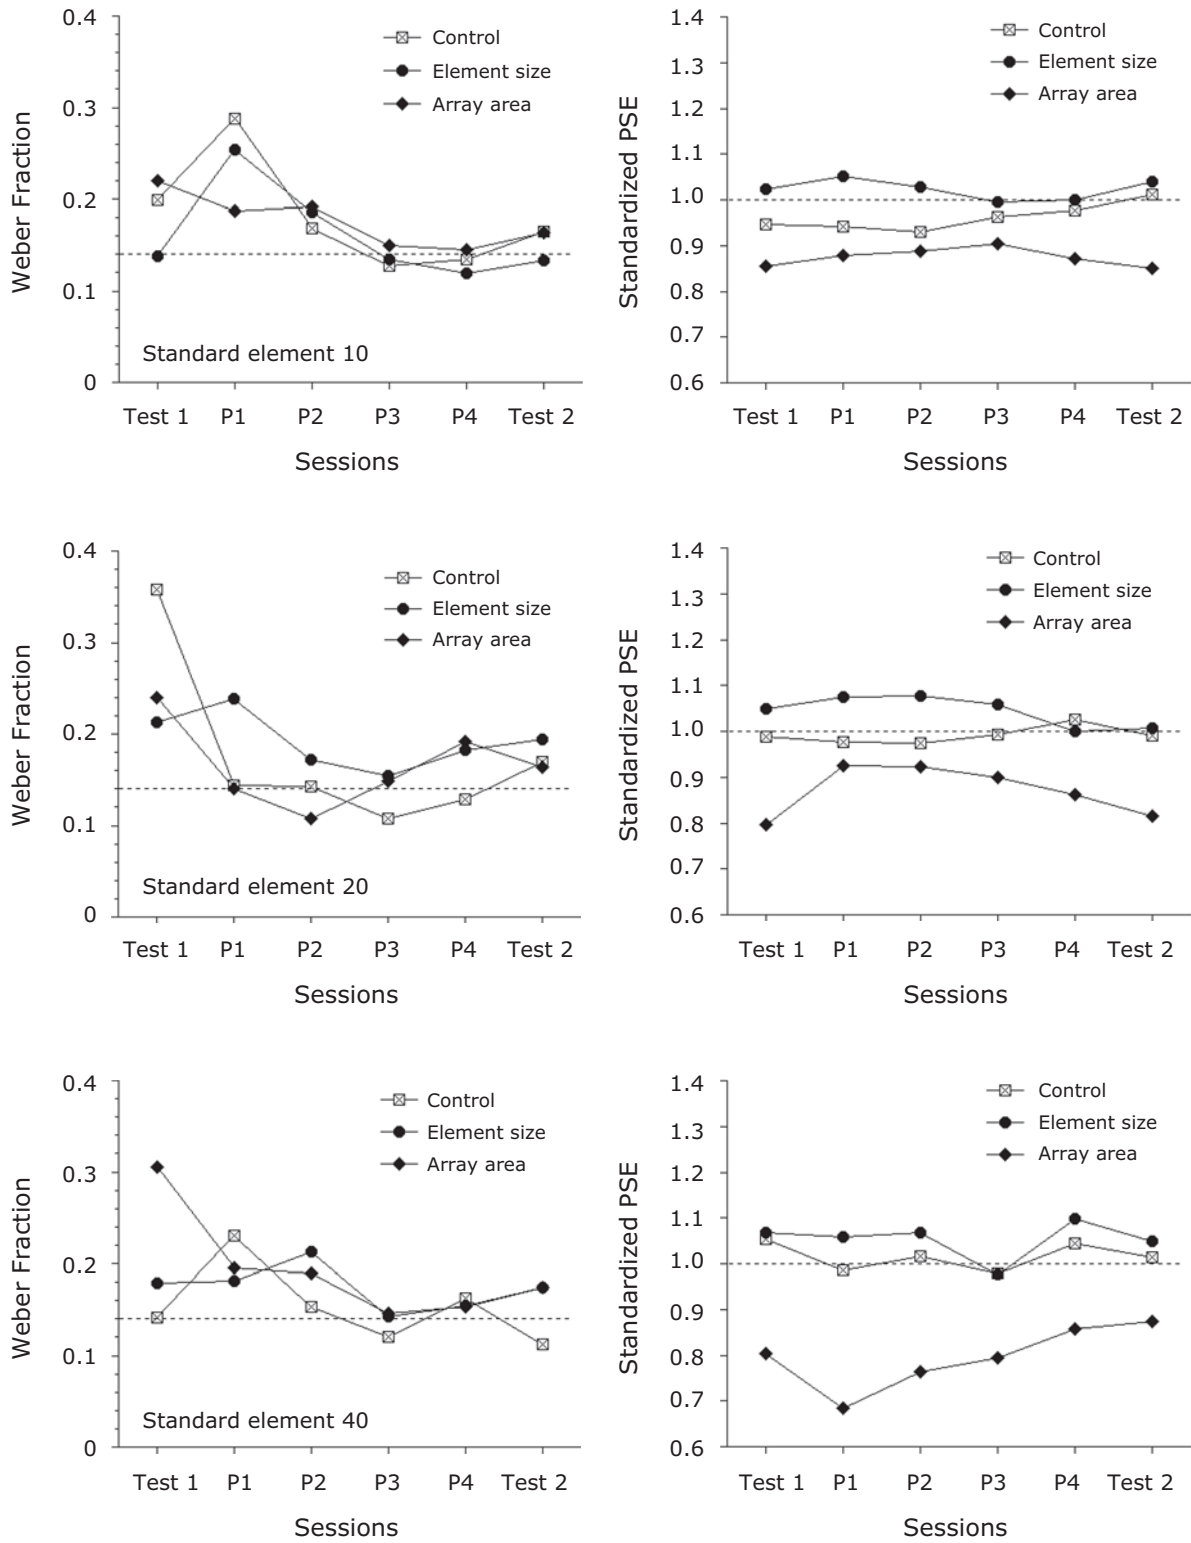 Weber Fraction
0.4
0.3
0.2
0.1
0
Control
Element size
Array area
Standard element 10
Test 1 P1 P2 P3 P4 Test 2
Sessions
Standardized PSE
1.4
1.3
1.2
1.1
1.0
0.9
0.8
0.7
0.6
Control
Element size
Array area
Test 1 P1 P2 P3 P4 Test 2
Sessions
Weber Fraction
0.4
0.3
0.2
0.1
0
Control
Element size
Array area
Standard element 20
Test 1 P1 P2 P3 P4 Test 2
Sessions
Standardized PSE
1.4
1.3
1.2
1.1
1.0
0.9
0.8
0.7
0.6
Control
Element size
Array area
Test 1 P1 P2 P3 P4 Test 2
Sessions
Weber Fraction
0.4
0.3
0.2
0.1
0
Control
Element size
Array area
Standard element 40
Test 1 P1 P2 P3 P4 Test 2
Sessions
Standardized PSE
1.4
1.3
1.2
1.1
1.0
0.9
0.8
0.7
0.6
Control
Element size
Array area
Test 1 P1 P2 P3 P4 Test 2
Sessions